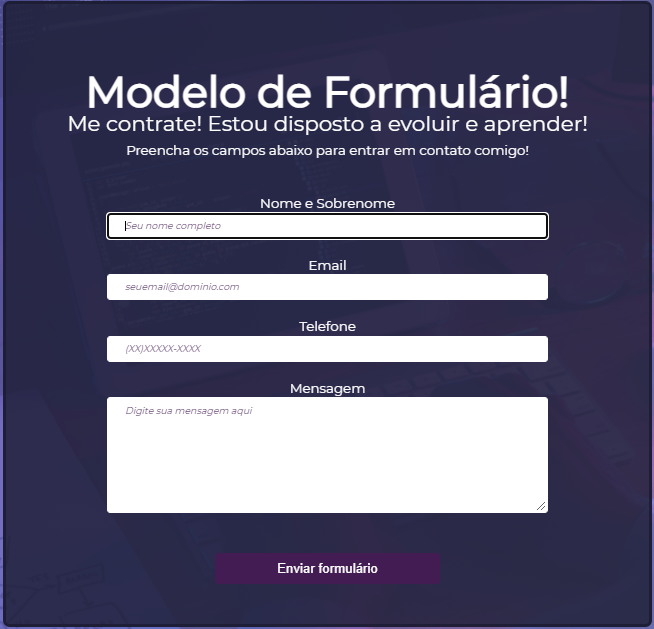 Modelo de Formulário!
Me contrate! Estou disposto a evoluir e aprender!
Preencha os campos abaixo para entrar em contato comigo!
Nome e Sobrenome
Seu nome completo
Email
seuemail@dominio.com
Telefone
(XX)XXXXX-XXXX
Mensagem
Digite sua mensagem aqui
Enviar formulário